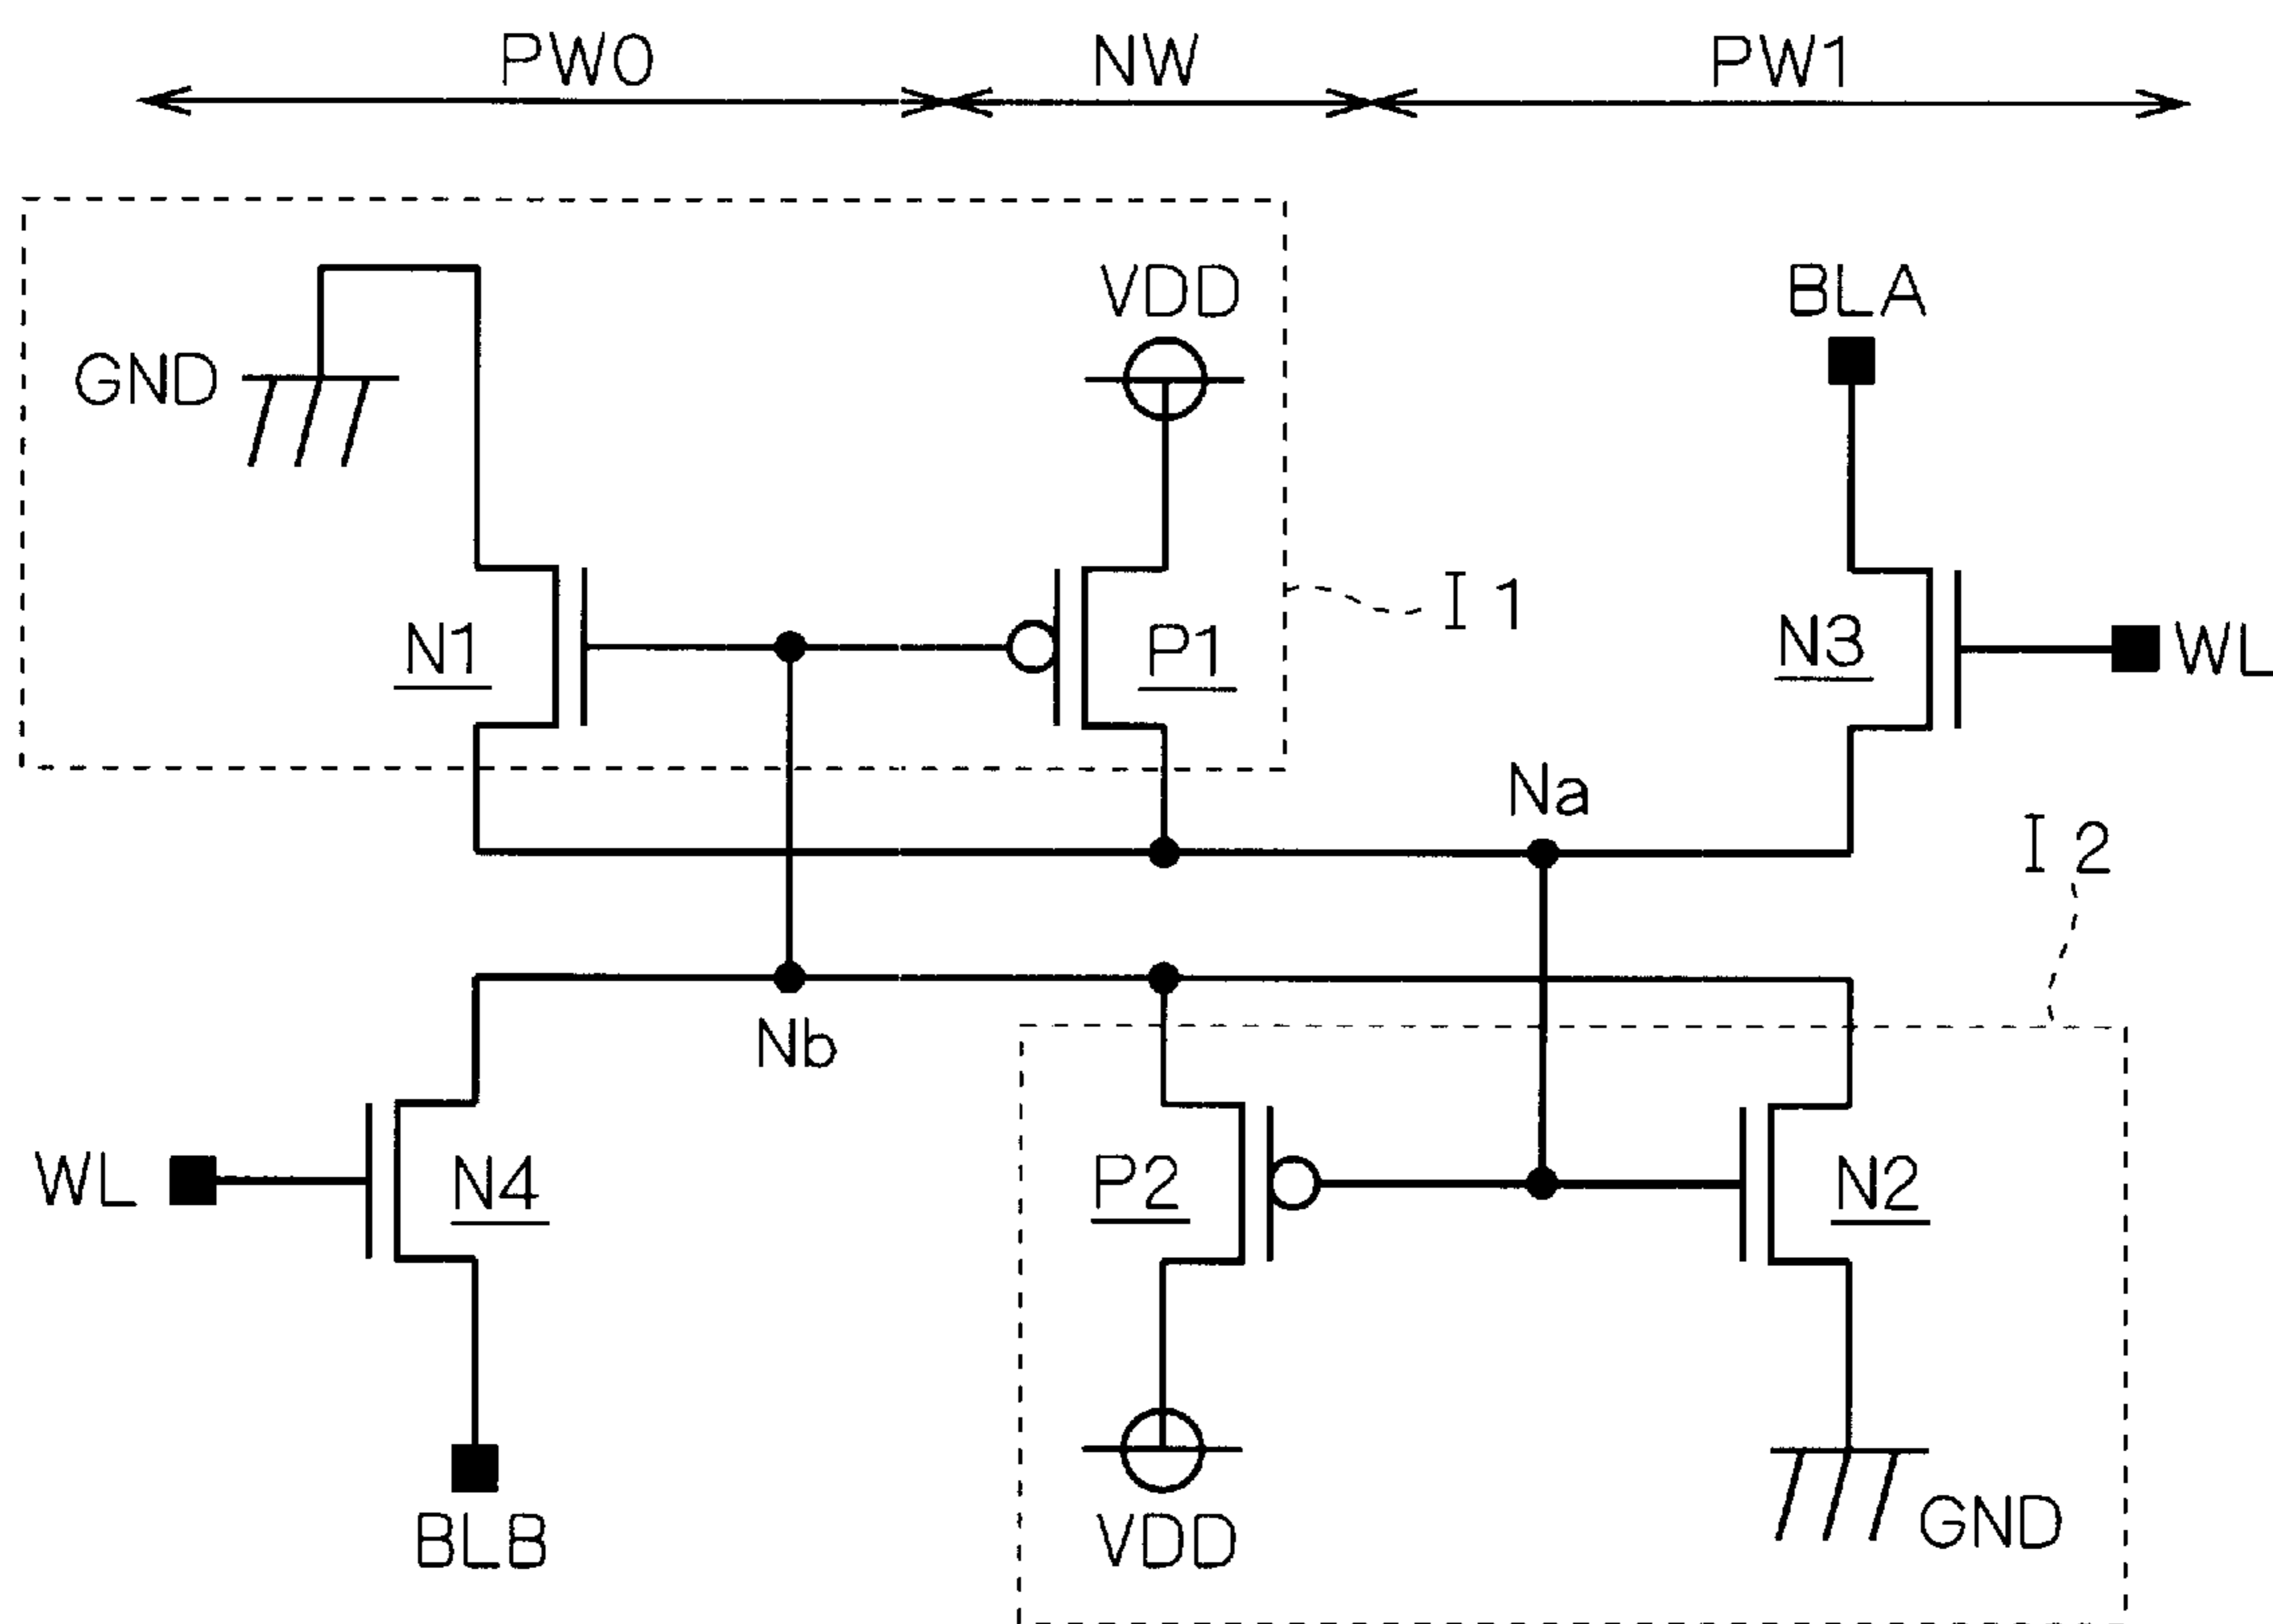 PW0 NW PW1
VDD BLA
GND
I1
N1 P1 N3 WL
Na
I2
Nb
WL N4 P2 N2
BLB VDD GND